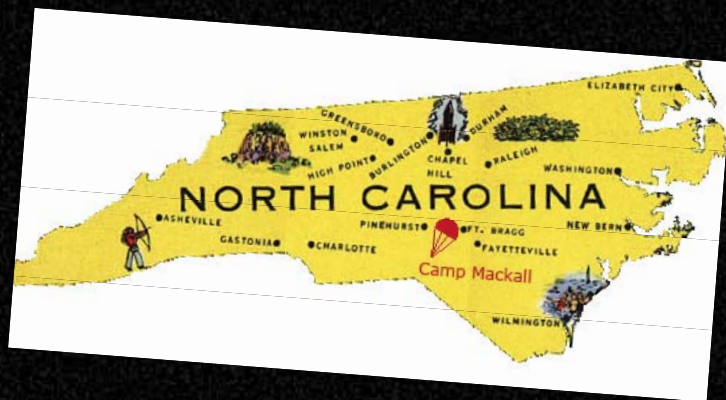 ELIZABETH CITY
GREENSBORO
DURHAM
WINSTON
SALEM
BURLINGTON
CHAPEL
HILL
RALEIGH
HIGH POINT
WASHINGTON
NORTH CAROLINA
ASHEVILLE
PINEHURST
FT. BRAGG
NEW BERN
GASTONIA
CHARLOTTE
FAYETTEVILLE
Camp Mackall
WILMINGTON